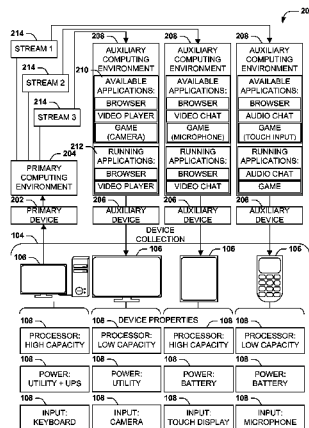 20
214
STREAM 1
214
STREAM 2
214
STREAM 3
204
PRIMARY
COMPUTING
ENVIRONMENT
202
PRIMARY
DEVICE
208
AUXILIARY
COMPUTING
ENVIRONMENT
210
AVAILABLE
APPLICATIONS:
BROWSER
VIDEO PLAYER
GAME
(CAMERA)
212
RUNNING
APPLICATIONS:
BROWSER
VIDEO PLAYER
206
AUXILIARY
DEVICE
208
AUXILIARY
COMPUTING
ENVIRONMENT
AVAILABLE
APPLICATIONS:
BROWSER
VIDEO CHAT
GAME
(MICROPHONE)
RUNNING
APPLICATIONS:
BROWSER
VIDEO CHAT
206
AUXILIARY
DEVICE
208
AUXILIARY
COMPUTING
ENVIRONMENT
AVAILABLE
APPLICATIONS:
BROWSER
AUDIO CHAT
GAME
(TOUCH INPUT)
RUNNING
APPLICATIONS:
AUDIO CHAT
GAME
206
AUXILIARY
DEVICE
DEVICE
COLLECTION
104
106
106
106
106
DEVICE PROPERTIES
108
PROCESSOR:
HIGH CAPACITY
108
PROCESSOR:
LOW CAPACITY
108
PROCESSOR:
HIGH CAPACITY
108
PROCESSOR:
LOW CAPACITY
108
POWER:
UTILITY + UPS
108
POWER:
UTILITY
108
POWER:
BATTERY
108
POWER:
BATTERY
108
INPUT:
KEYBOARD
108
INPUT:
CAMERA
108
INPUT:
TOUCH DISPLAY
108
INPUT:
MICROPHONE